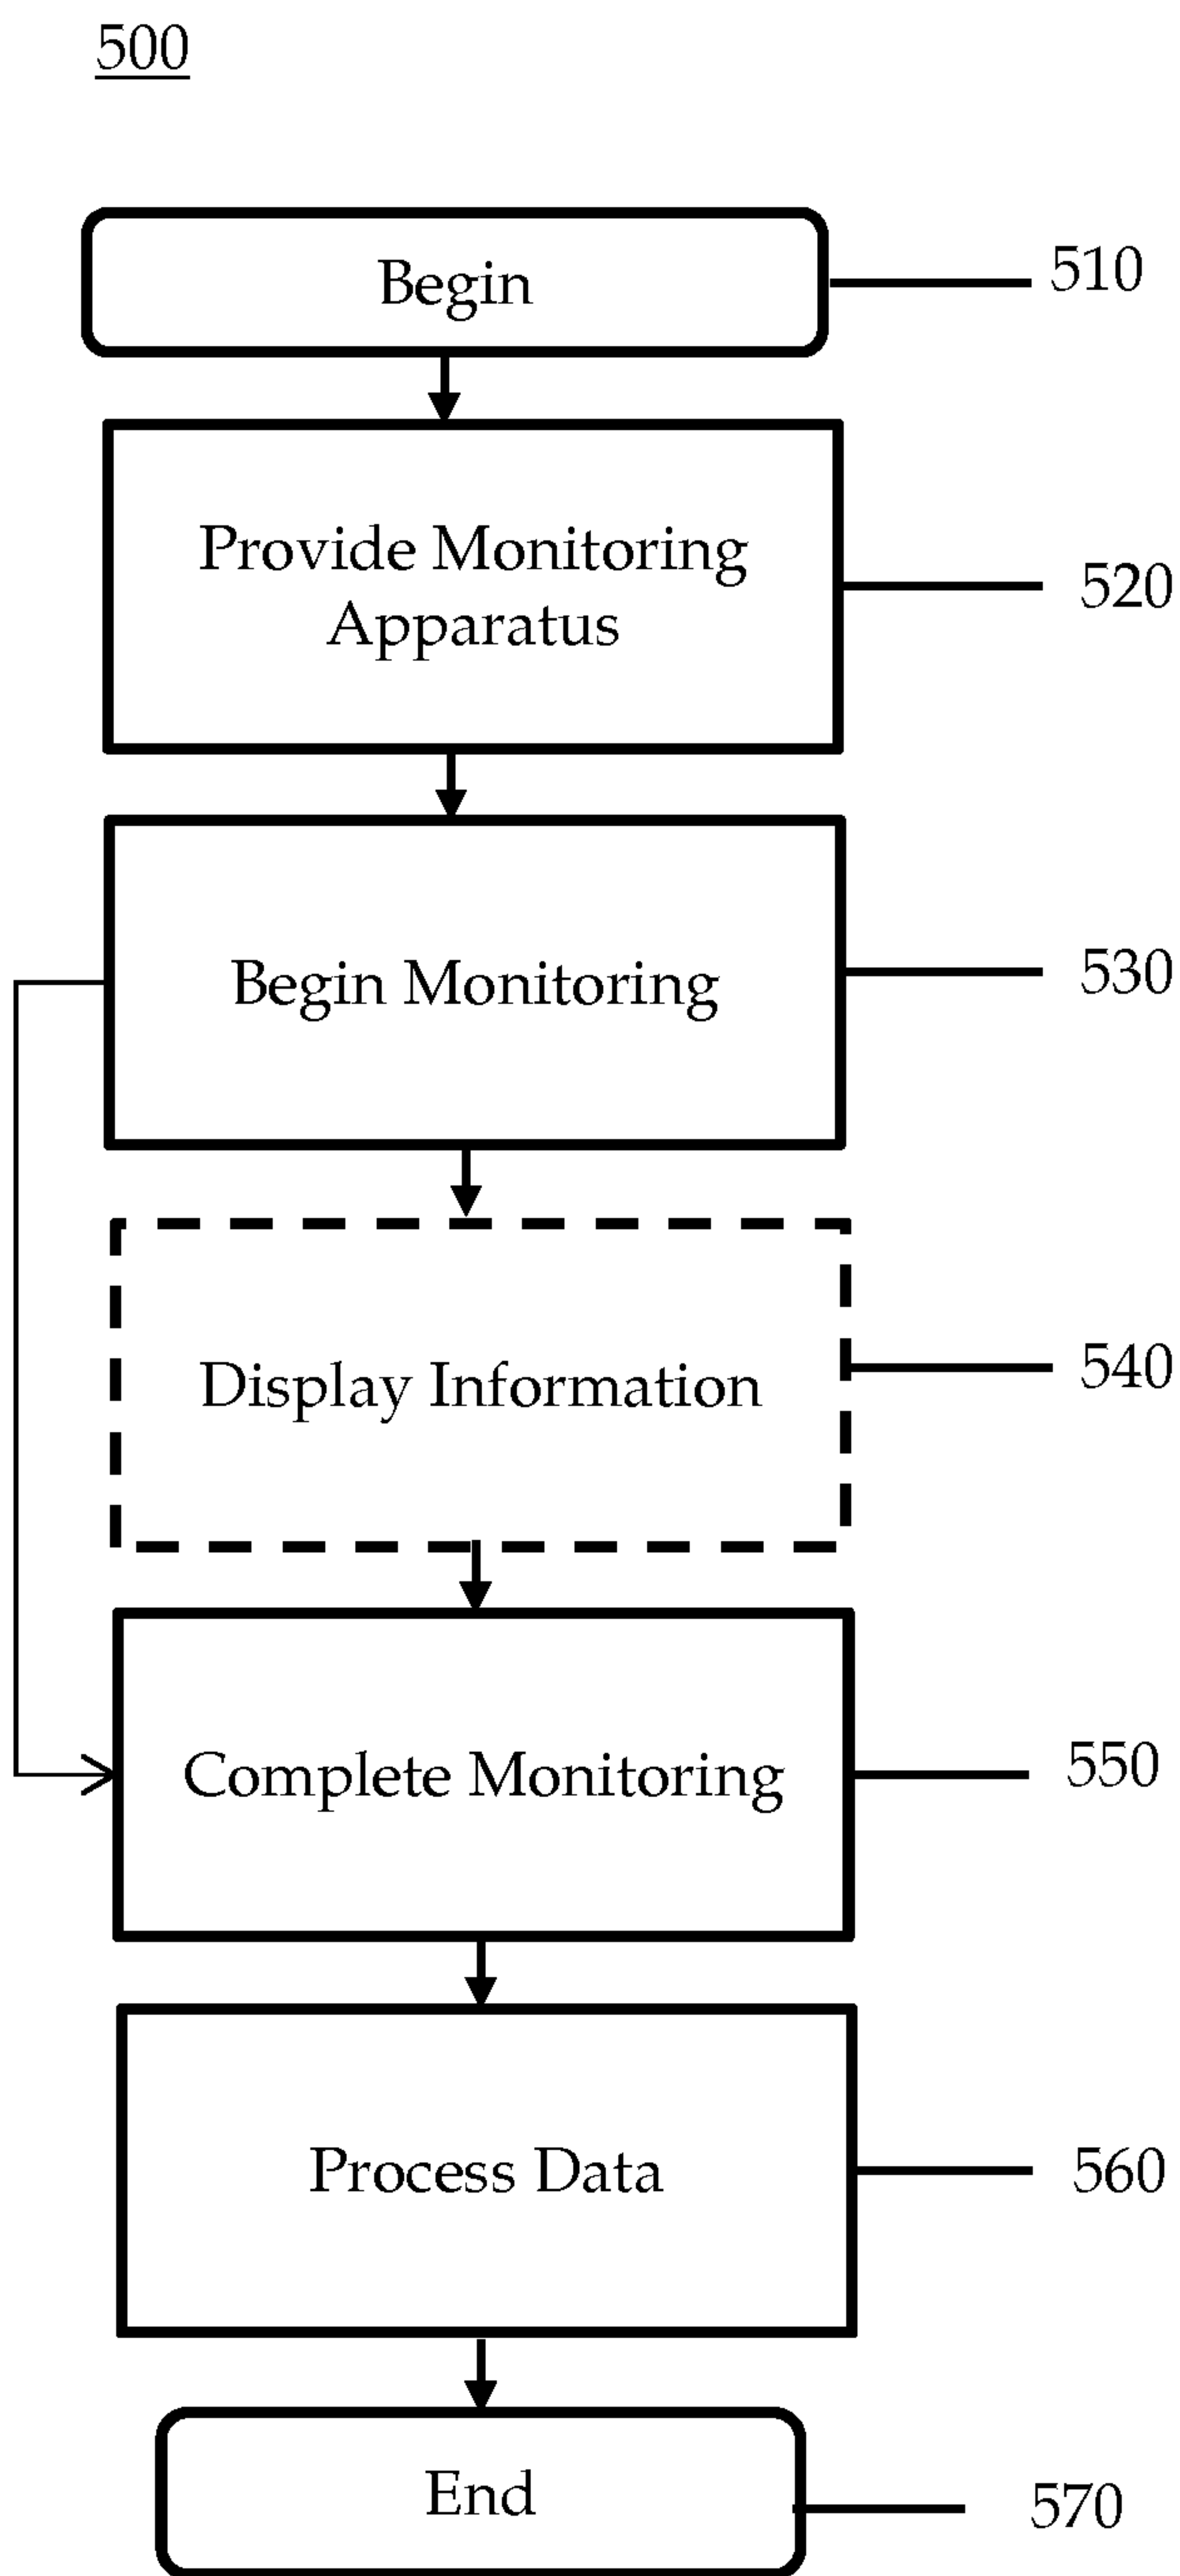 500
Begin
510
Provide Monitoring
Apparatus
520
Begin Monitoring
530
Display Information
540
Complete Monitoring
550
Process Data
560
End
570